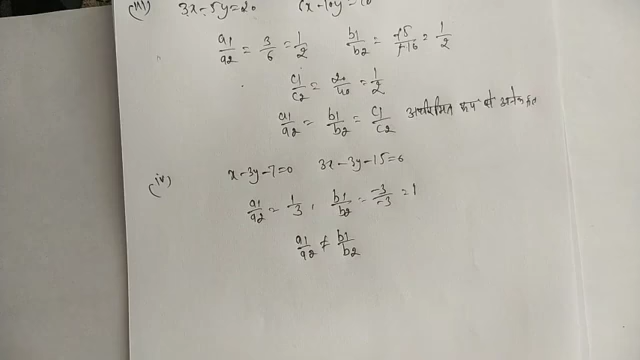 (iii) 3x-5y=20 6x-10y=40
a1/a2 = 3/6 = 1/2 b1/b2 = -5/-10 = 1/2
c1/c2 = 20/40 = 1/2
a1/a2 = b1/b2 = c1/c2 अपरिमित रूप से अनेक हल
(iv) x-3y-7=0 3x-3y-15=0
a1/a2 = 1/3, b1/b2 = -3/-3 = 1
a1/a2 ≠ b1/b2